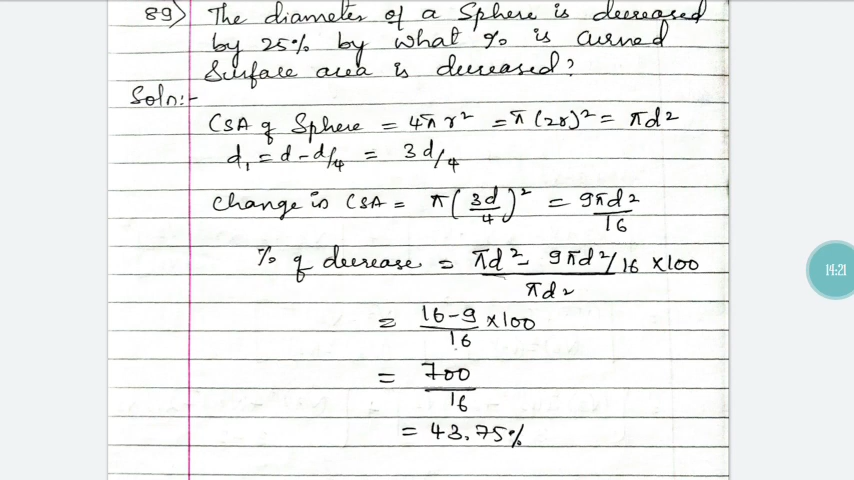 89) The diameter of a Sphere is decreased
by 25% by what % is curved
Surface area is decreased?
Soln:-
CSA of Sphere = 4πr² = π(2r)² = πd²
d₁ = d - d/4 = 3d/4
Change in CSA = π(3d/4)² = 9πd²/16
% of decrease = πd² - 9πd²/16 × 100
πd²
= 16-9/16 × 100
= 700/16
= 43.75%
14:21